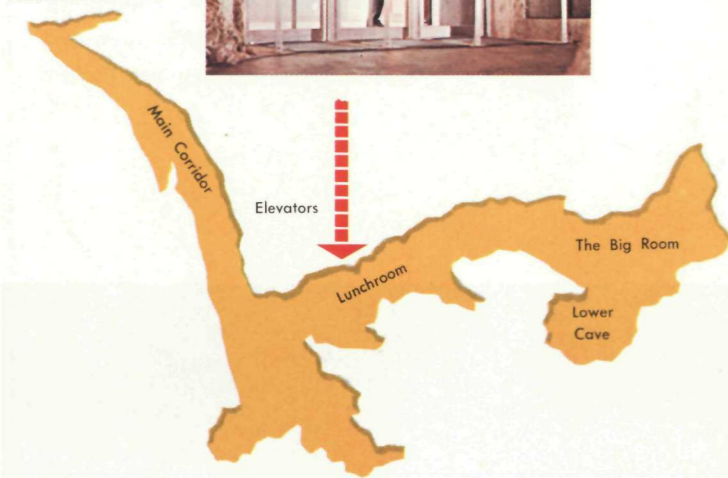 Main Corridor
Elevators
Lunchroom
The Big Room
Lower
Cave